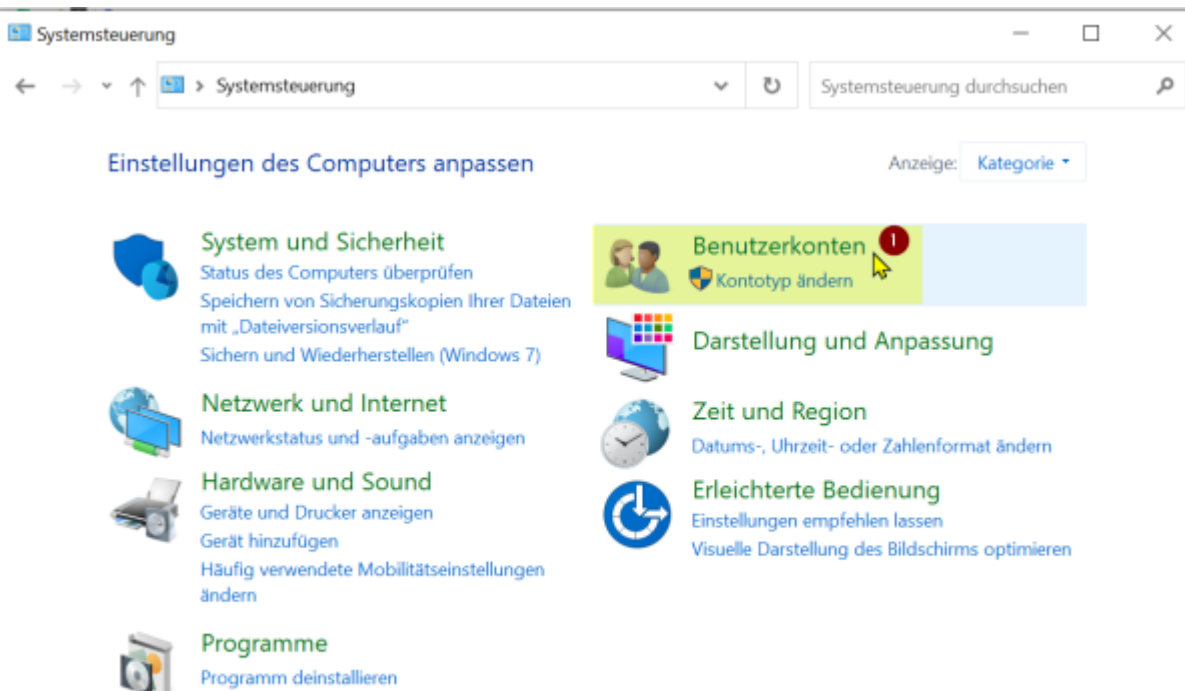 Systemsteuerung
Systemsteuerung
Systemsteuerung durchsuchen
Einstellungen des Computers anpassen
Anzeige: Kategorie
System und Sicherheit
Status des Computers überprüfen
Speichern von Sicherungskopien Ihrer Dateien
mit „Dateiversionsverlauf“
Sichern und Wiederherstellen (Windows 7)
Netzwerk und Internet
Netzwerkstatus und -aufgaben anzeigen
Hardware und Sound
Geräte und Drucker anzeigen
Gerät hinzufügen
Häufig verwendete Mobilitätseinstellungen
ändern
Programme
Programm deinstallieren
Benutzerkonten 1
Kontotyp ändern
Darstellung und Anpassung
Zeit und Region
Datums-, Uhrzeit- oder Zahlenformat ändern
Erleichterte Bedienung
Einstellungen empfehlen lassen
Visuelle Darstellung des Bildschirms optimieren